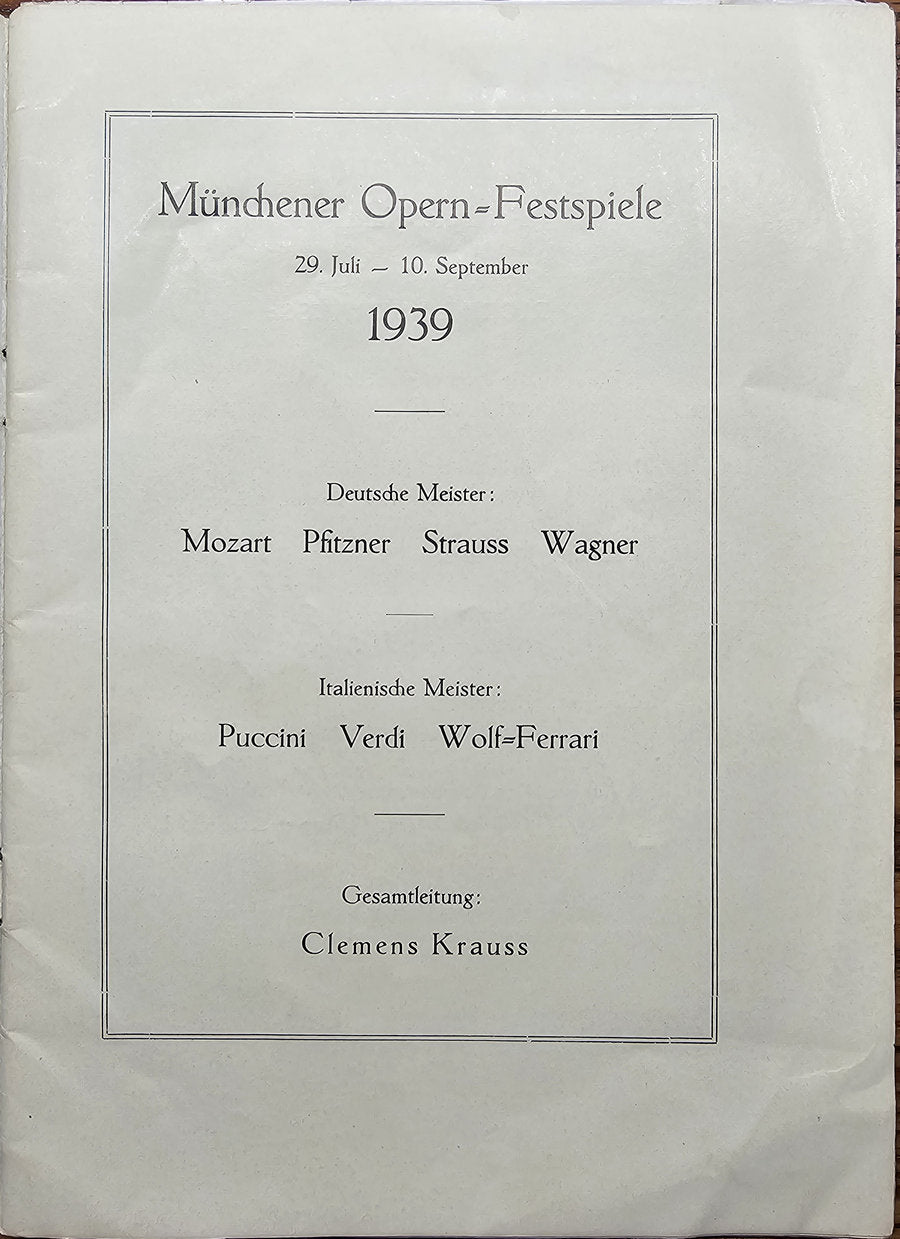 Münchener Opern=Festspiele
29. Juli — 10. September
1939
Deutsche Meister:
Mozart Pfitzner Strauss Wagner
Italienische Meister:
Puccini Verdi Wolf=Ferrari
Gesamtleitung:
Clemens Krauss